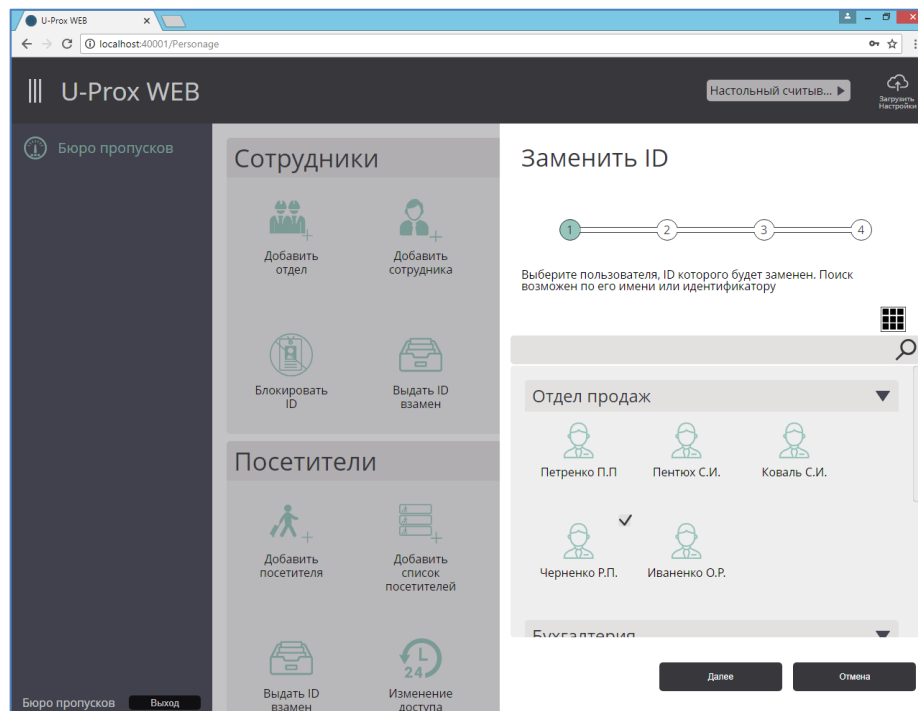 U-Prox WEB
localhost:40001/Personage
U-Prox WEB
Настольный считыв...
Загрузить
Настройки
Бюро пропусков
Сотрудники
Добавить
отдел
Добавить
сотрудника
Блокировать
ID
Выдать ID
взамен
Посетители
Добавить
посетителя
Добавить
список
посетителей
Выдать ID
взамен
24
Изменение
доступа
Бюро пропусков
Выход
Заменить ID
1 2 3 4
Выберите пользователя, ID которого будет заменен. Поиск
возможен по его имени или идентификатору
Отдел продаж
Петренко П.П
Пентюх С.И.
Коваль С.И.
Черненко Р.П.
Иваненко О.Р.
Бухгалтерия
Далее
Отмена